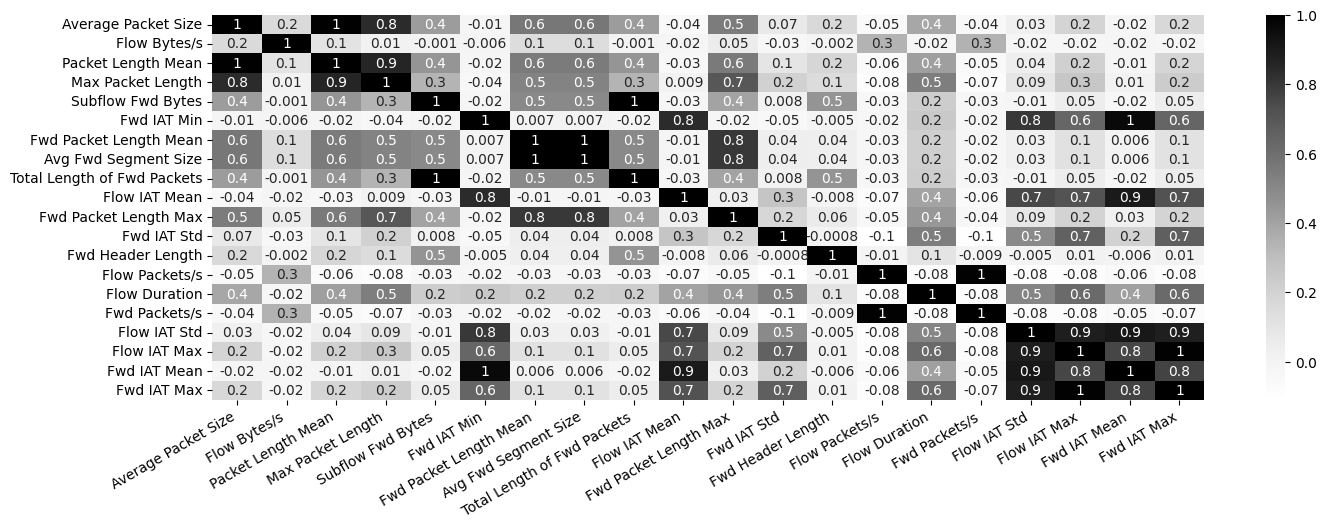 Average Packet Size 1 0.2 1 0.8 0.4 -0.01 0.6 0.6 0.4 -0.04 0.5 0.07 0.2 -0.05 0.4 -0.04 0.03 0.2 -0.02 0.2
Flow Bytes/s 0.2 1 0.1 0.01 -0.001 -0.006 0.1 0.1 -0.001 -0.02 0.05 -0.03 -0.002 0.3 -0.02 0.3 -0.02 -0.02 -0.02 -0.02
Packet Length Mean 1 0.1 1 0.9 0.4 -0.02 0.6 0.6 0.4 -0.03 0.6 0.1 0.2 -0.06 0.4 -0.05 0.04 0.2 -0.01 0.2
Max Packet Length 0.8 0.01 0.9 1 0.3 -0.04 0.5 0.5 0.3 0.009 0.7 0.2 0.1 -0.08 0.5 -0.07 0.09 0.3 0.01 0.2
Subflow Fwd Bytes 0.4 -0.001 0.4 0.3 1 -0.02 0.5 0.5 1 -0.03 0.4 0.008 0.5 -0.03 0.2 -0.03 -0.01 0.05 -0.02 0.05
Fwd IAT Min -0.01 -0.006 -0.02 -0.04 -0.02 1 0.007 0.007 -0.02 0.8 -0.02 -0.05 -0.005 -0.02 0.2 -0.02 0.8 0.6 1 0.6
Fwd Packet Length Mean 0.6 0.1 0.6 0.5 0.5 0.007 1 1 0.5 -0.01 0.8 0.04 0.04 -0.03 0.2 -0.02 0.03 0.1 0.006 0.1
Avg Fwd Segment Size 0.6 0.1 0.6 0.5 0.5 0.007 1 1 0.5 -0.01 0.8 0.04 0.04 -0.03 0.2 -0.02 0.03 0.1 0.006 0.1
Total Length of Fwd Packets 0.4 -0.001 0.4 0.3 1 -0.02 0.5 0.5 1 -0.03 0.4 0.008 0.5 -0.03 0.2 -0.03 -0.01 0.05 -0.02 0.05
Flow IAT Mean -0.04 -0.02 -0.03 0.009 -0.03 0.8 -0.01 -0.01 -0.03 1 0.03 0.3 -0.008 -0.07 0.4 -0.06 0.7 0.7 0.9 0.7
Fwd Packet Length Max 0.5 0.05 0.6 0.7 0.4 -0.02 0.8 0.8 0.4 0.03 1 0.2 0.06 -0.05 0.4 -0.04 0.09 0.2 0.03 0.2
Fwd IAT Std 0.07 -0.03 0.1 0.2 0.008 -0.05 0.04 0.04 0.008 0.3 0.2 1 -0.0008 -0.1 0.5 -0.1 0.5 0.7 0.2 0.7
Fwd Header Length 0.2 -0.002 0.2 0.1 0.5 -0.005 0.04 0.04 0.5 -0.008 0.06 -0.0008 1 -0.01 0.1 -0.009 -0.005 0.01 -0.006 0.01
Flow Packets/s -0.05 0.3 -0.06 -0.08 -0.03 -0.02 -0.03 -0.03 -0.03 -0.07 -0.05 -0.1 -0.01 1 -0.08 1 -0.08 -0.08 -0.06 -0.08
Flow Duration 0.4 -0.02 0.4 0.5 0.2 0.2 0.2 0.2 0.2 0.4 0.4 0.5 0.1 -0.08 1 -0.08 0.5 0.6 0.4 0.6
Fwd Packets/s -0.04 0.3 -0.05 -0.07 -0.03 -0.02 -0.02 -0.02 -0.03 -0.06 -0.04 -0.1 -0.009 1 -0.08 1 -0.08 -0.08 -0.05 -0.07
Flow IAT Std 0.03 -0.02 0.04 0.09 -0.01 0.8 0.03 0.03 -0.01 0.7 0.09 0.5 -0.005 -0.08 0.5 -0.08 1 0.9 0.9 0.9
Flow IAT Max 0.2 -0.02 0.2 0.3 0.05 0.6 0.1 0.1 0.05 0.7 0.2 0.7 0.01 -0.08 0.6 -0.08 0.9 1 0.8 1
Fwd IAT Mean -0.02 -0.02 -0.01 0.01 -0.02 1 0.006 0.006 -0.02 0.9 0.03 0.2 -0.006 -0.06 0.4 -0.05 0.9 0.8 1 0.8
Fwd IAT Max 0.2 -0.02 0.2 0.2 0.05 0.6 0.1 0.1 0.05 0.7 0.2 0.7 0.01 -0.08 0.6 -0.07 0.9 1 0.8 1
Average Packet Size
Flow Bytes/s
Packet Length Mean
Max Packet Length
Subflow Fwd Bytes
Fwd IAT Min
Fwd Packet Length Mean
Avg Fwd Segment Size
Total Length of Fwd Packets
Flow IAT Mean
Fwd Packet Length Max
Fwd IAT Std
Fwd Header Length
Flow Packets/s
Flow Duration
Fwd Packets/s
Flow IAT Std
Flow IAT Max
Fwd IAT Mean
Fwd IAT Max
1.0
0.8
0.6
0.4
0.2
0.0